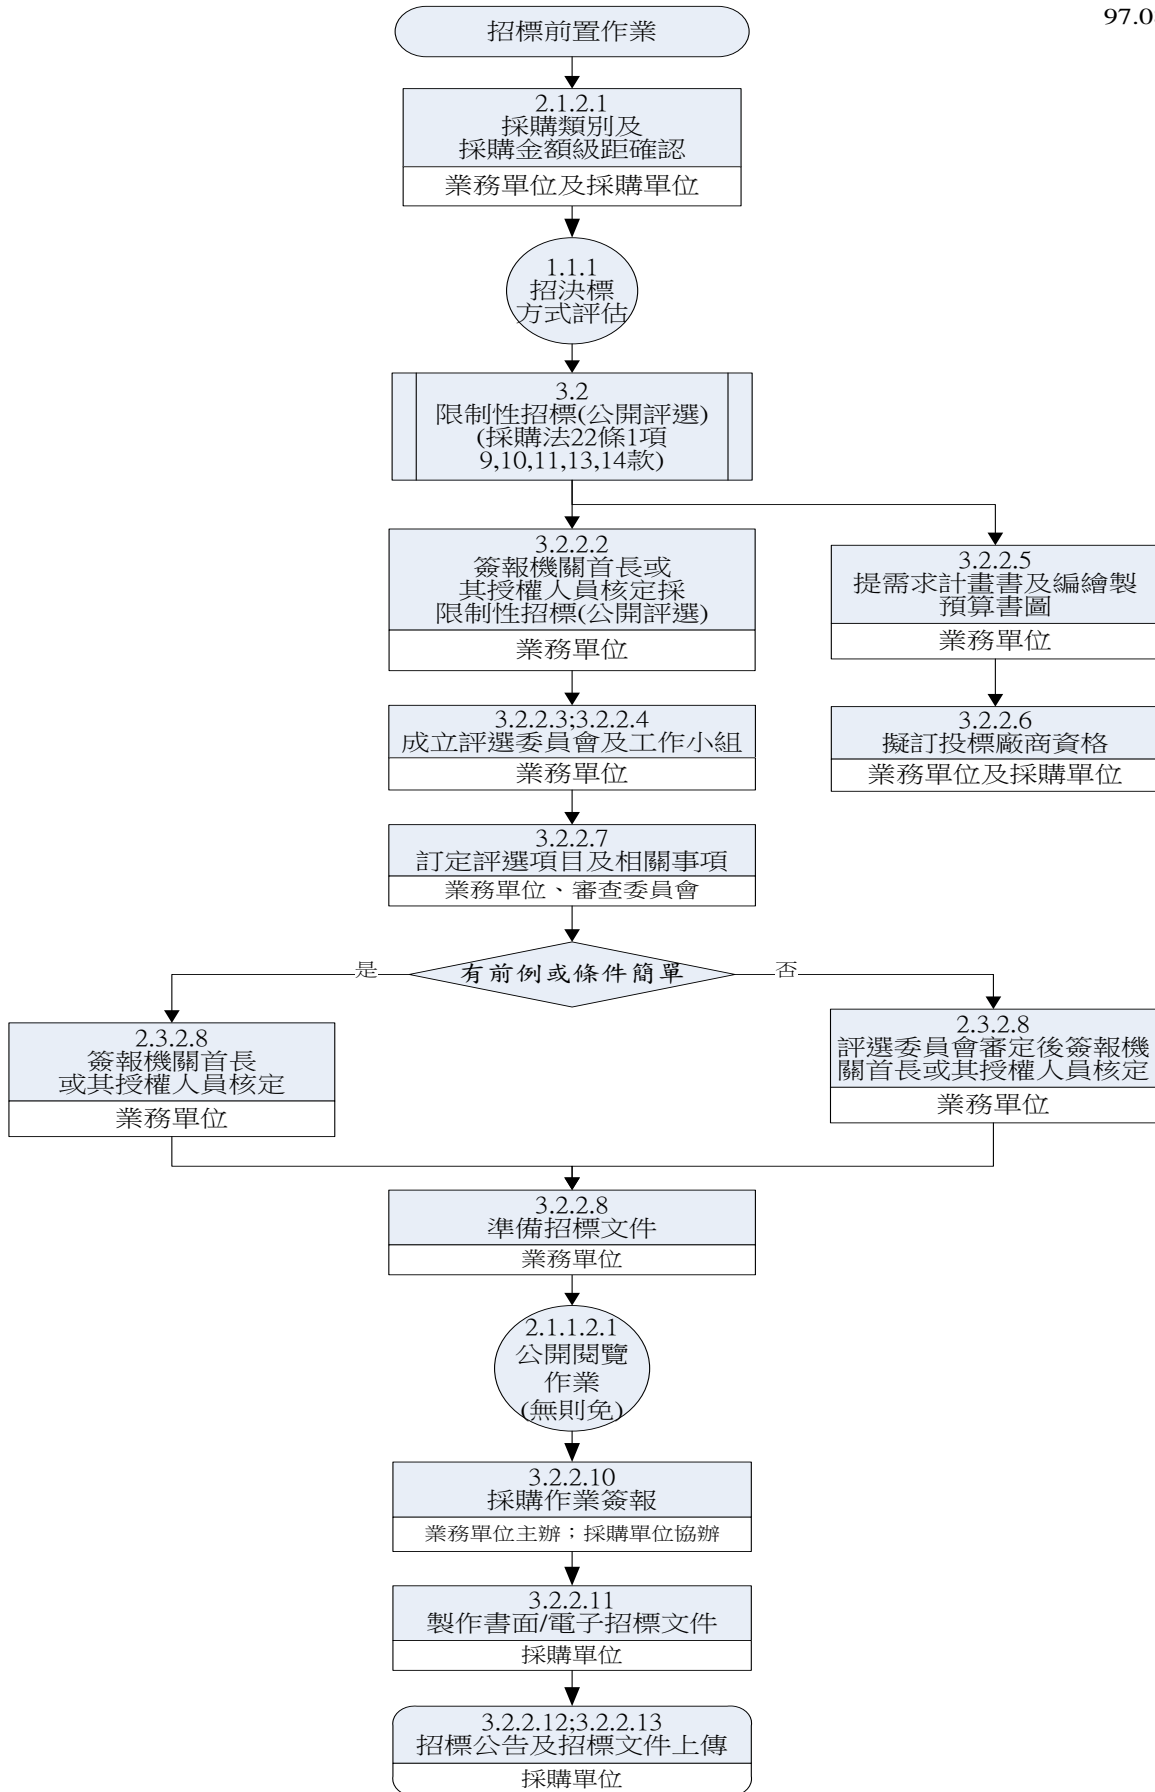 97.0
招標前置作業
2.1.2.1
採購類別及
採購金額級距確認
業務單位及採購單位
1.1.1
招決標
方式評估
3.2
限制性招標(公開評選)
(採購法22條1項
9,10,11,13,14款)
3.2.2.2
簽報機關首長或
其授權人員核定採
限制性招標(公開評選)
業務單位
3.2.2.5
提需求計畫書及編繪製
預算書圖
業務單位
3.2.2.3;3.2.2.4
成立評選委員會及工作小組
業務單位
3.2.2.6
擬訂投標廠商資格
業務單位及採購單位
3.2.2.7
訂定評選項目及相關事項
業務單位、審查委員會
是
有前例或條件簡單
否
2.3.2.8
簽報機關首長
或其授權人員核定
業務單位
2.3.2.8
評選委員會審定後簽報機
關首長或其授權人員核定
業務單位
3.2.2.8
準備招標文件
業務單位
2.1.1.2.1
公開閱覽
作業
(無則免)
3.2.2.10
採購作業簽報
業務單位主辦；採購單位協辦
3.2.2.11
製作書面/電子招標文件
採購單位
3.2.2.12;3.2.2.13
招標公告及招標文件上傳
採購單位